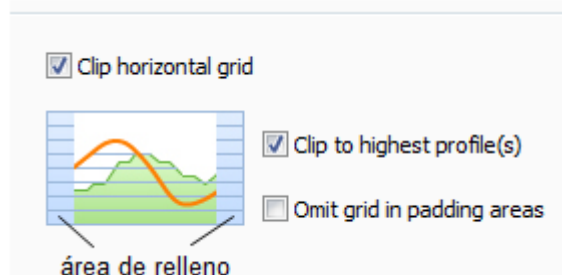 Clip horizontal grid
Clip to highest profile(s)
Omit grid in padding areas
área de relleno